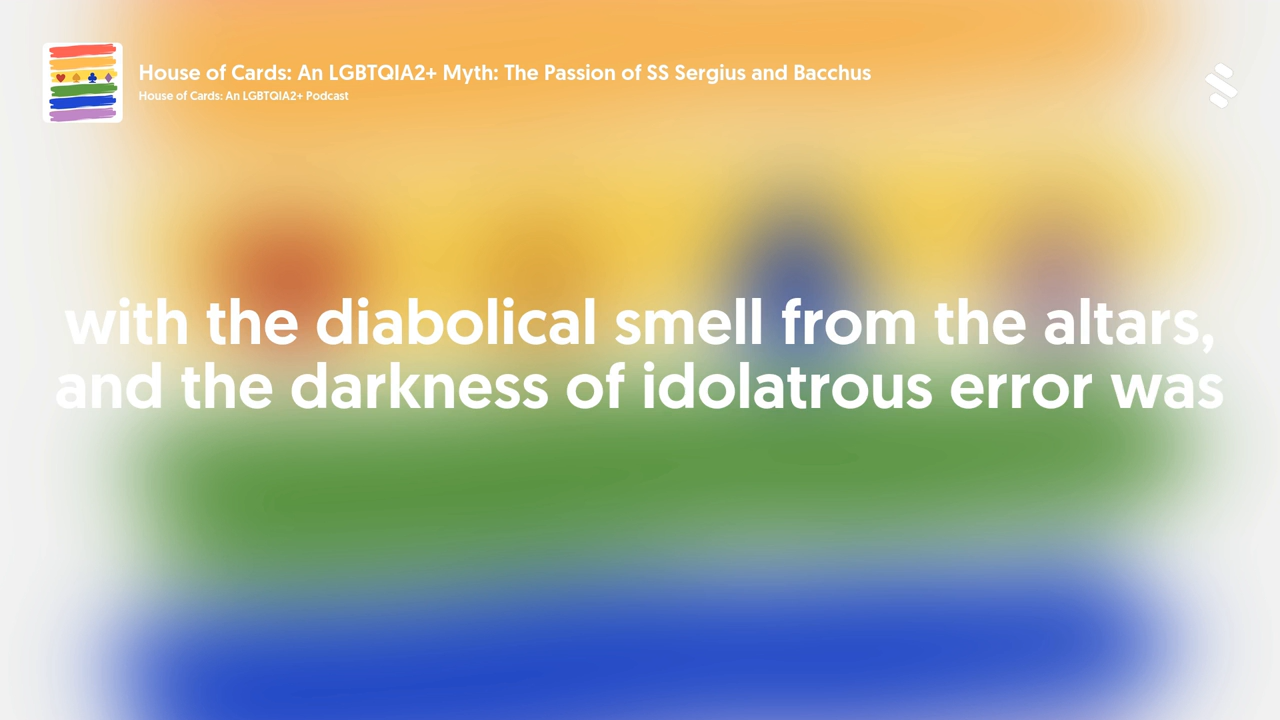 House of Cards: An LGBTQIA2+ Myth: The Passion of SS Sergius and Bacchus
House of Cards: An LGBTQIA2+ Podcast
with the diabolical smell from the altars,
and the darkness of idolatrous error was